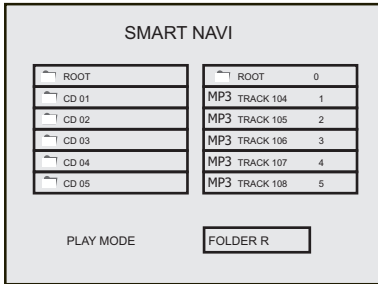 SMART NAVI
ROOT
CD 01
CD 02
CD 03
CD 04
CD 05
ROOT 0
MP3 TRACK 104 1
MP3 TRACK 105 2
MP3 TRACK 106 3
MP3 TRACK 107 4
MP3 TRACK 108 5
PLAY MODE FOLDER R